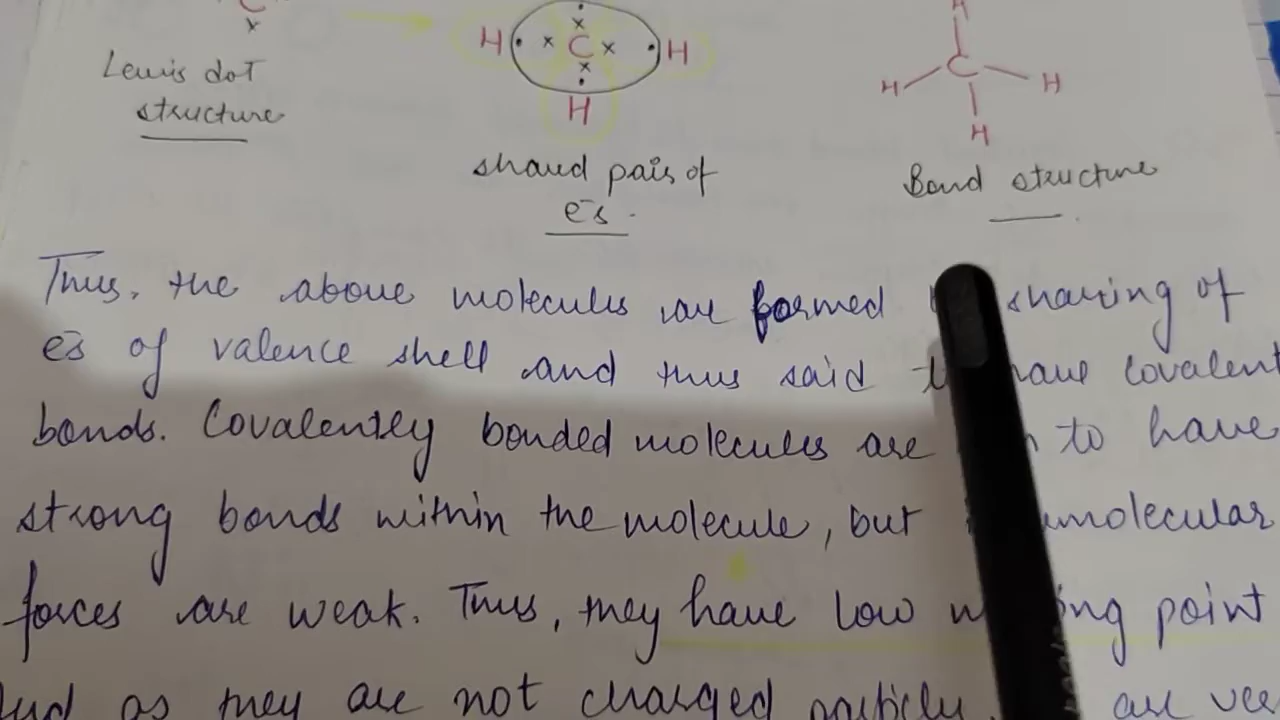 C
Lewis dot
structure
H C H
H
shared pairs of
e-s.
H
C
H H
H
Bond structure
Thus, the above molecules are formed sharing of
e-s of valence shell and thus said have covalent
bonds. Covalently bonded molecules are to have
strong bonds within the molecule, but
forces are weak. Thus, they have low point
as they are not charged are